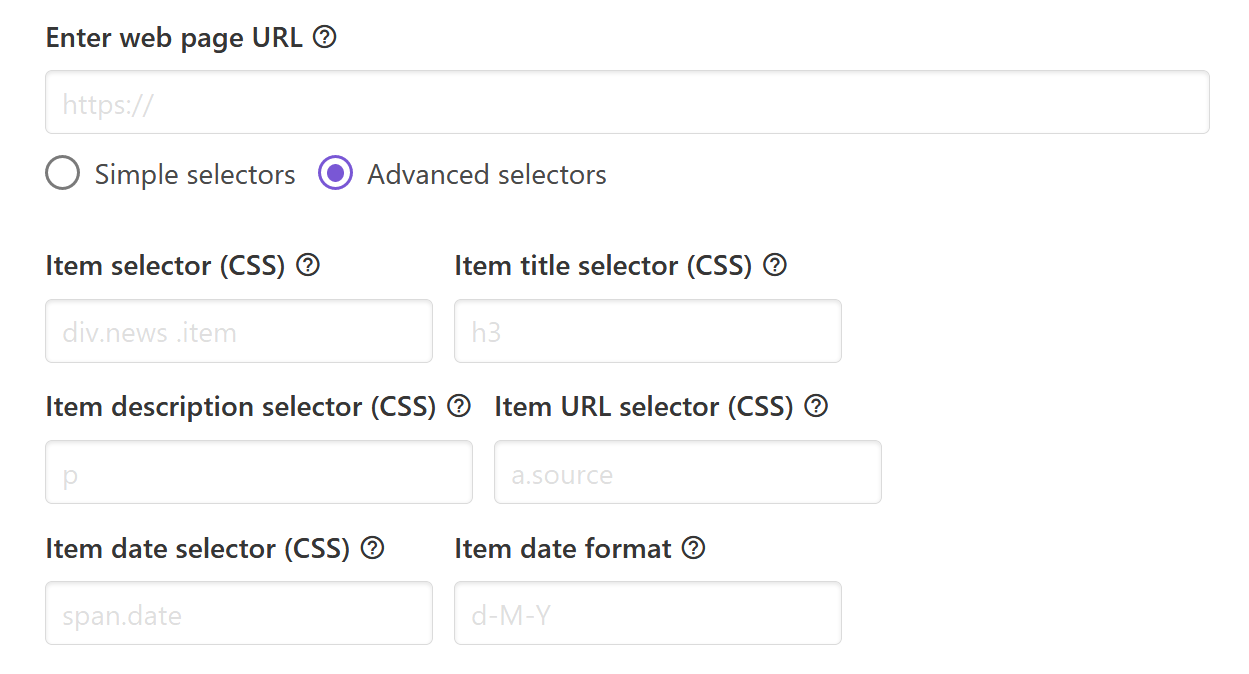 Enter web page URL ?
https://
Simple selectors Advanced selectors
Item selector (CSS) ? Item title selector (CSS) ?
div.news .item h3
Item description selector (CSS) ? Item URL selector (CSS) ?
p a.source
Item date selector (CSS) ? Item date format ?
span.date d-M-Y